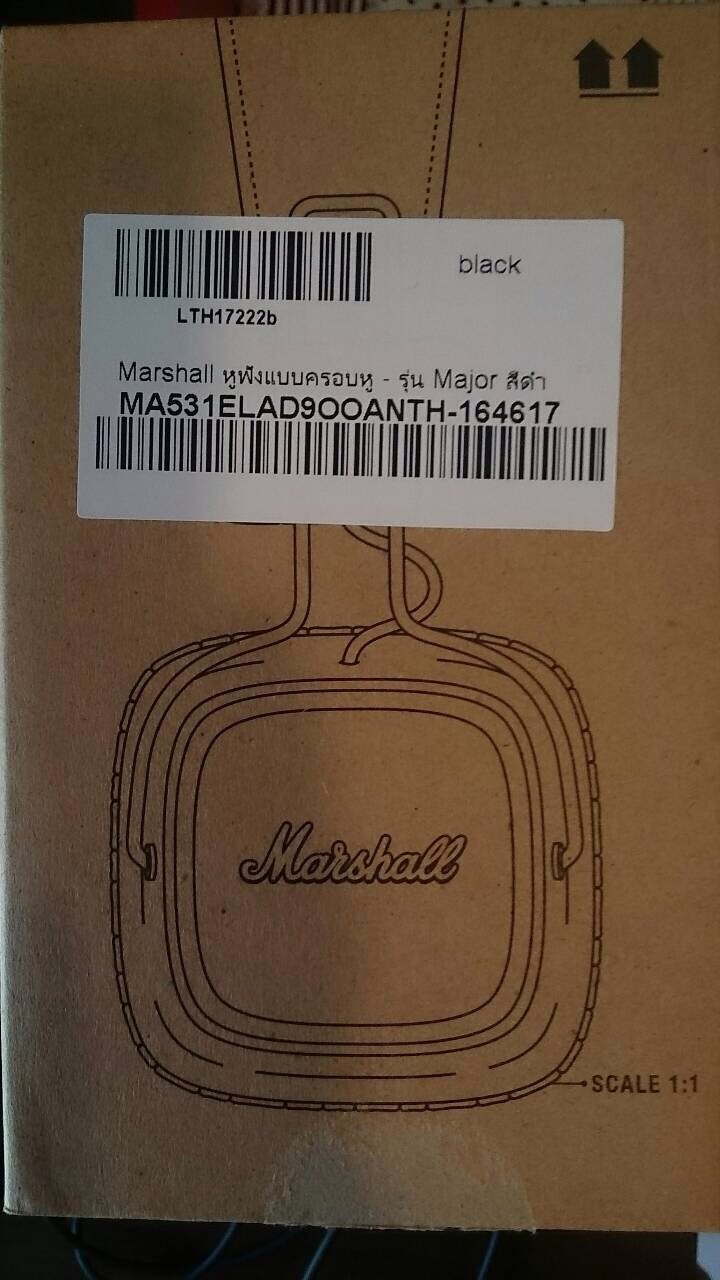 black
LTH17222b
Marshall หูฟังแบบครอบหู - รุ่น Major สีดำ
MA531ELAD9OOANTH-164617
Marshall
SCALE 1:1